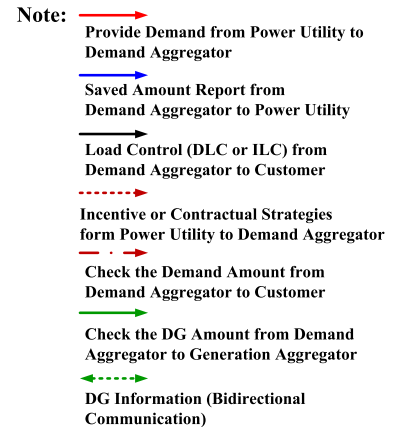 Note:
Provide Demand from Power Utility to
Demand Aggregator
Saved Amount Report from
Demand Aggregator to Power Utility
Load Control (DLC or ILC) from
Demand Aggregator to Customer
Incentive or Contractual Strategies
form Power Utility to Demand Aggregator
Check the Demand Amount from
Demand Aggregator to Customer
Check the DG Amount from Demand
Aggregator to Generation Aggregator
DG Information (Bidirectional
Communication)